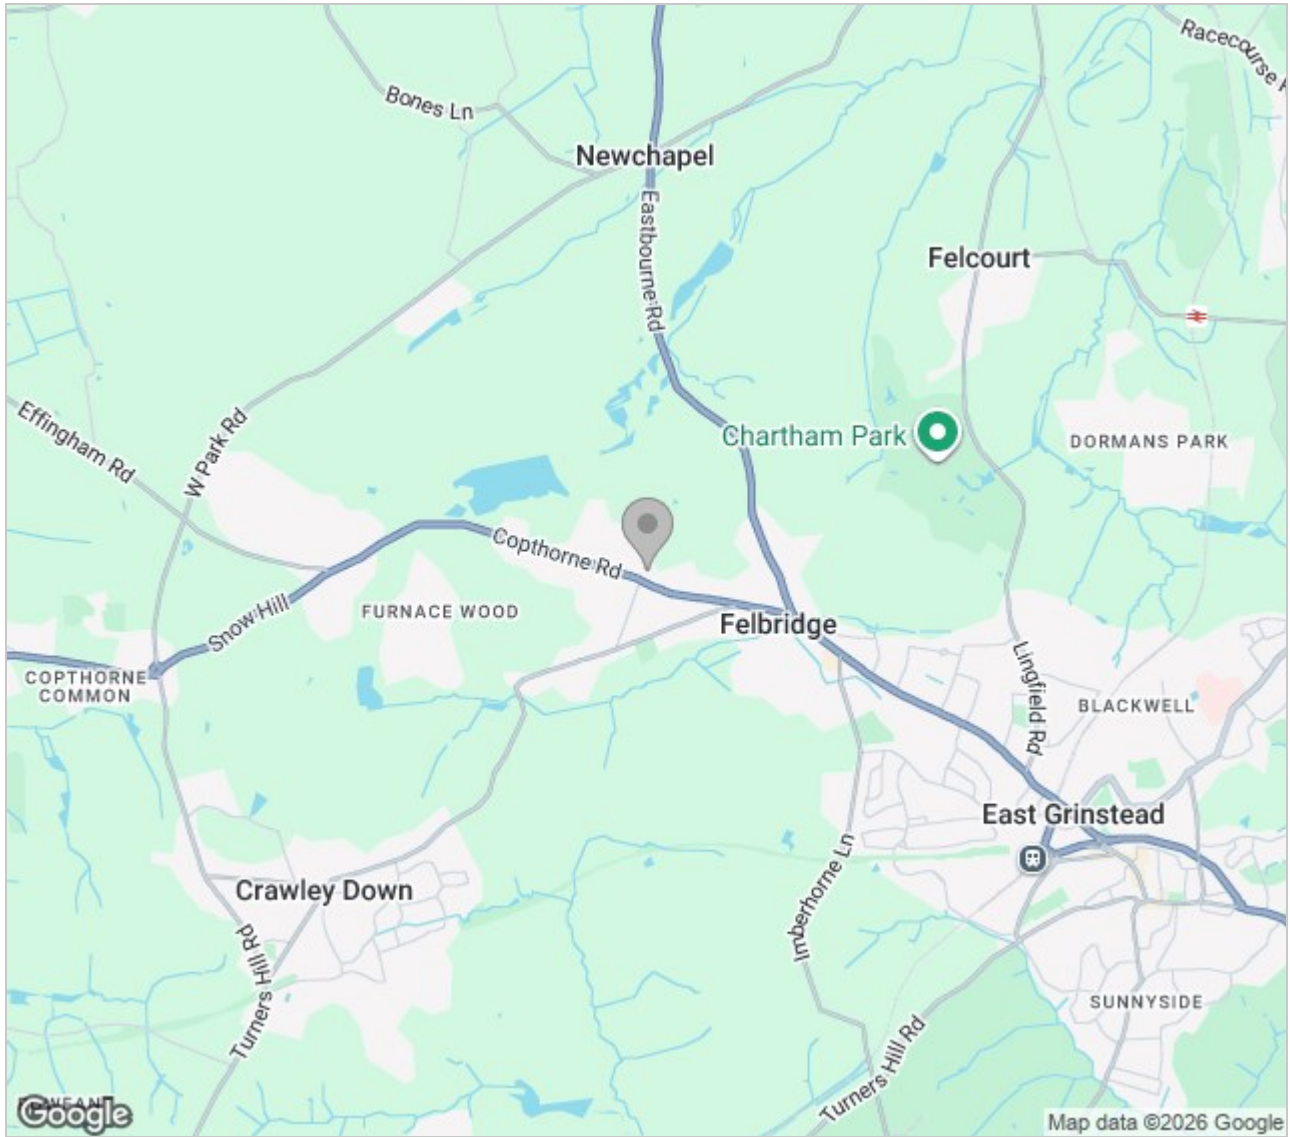 Racecourse
Bones Ln
Newchapel
Eastbourne Rd
Felcourt
Effingham Rd
W Park Rd
Chartham Park
DORMANS PARK
Copthorne Rd
Snow Hill
FURNACE WOOD
Felbridge
COPTHORNE
COMMON
Lingfield Rd
BLACKWELL
East Grinstead
Imberhorne Ln
Crawley Down
Turners Hill Rd
SUNNYSIDE
Turners Hill Rd
Google
Map data ©2026 Google